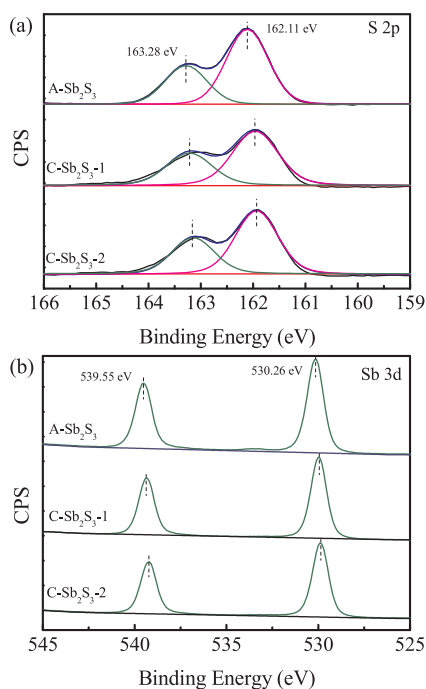 (a)
S 2p
163.28 eV
162.11 eV
A-Sb₂S₃
C-Sb₂S₃-1
C-Sb₂S₃-2
CPS
166 165 164 163 162 161 160 159
Binding Energy (eV)
(b)
Sb 3d
539.55 eV
530.26 eV
A-Sb₂S₃
C-Sb₂S₃-1
C-Sb₂S₃-2
CPS
545 540 535 530 525
Binding Energy (eV)